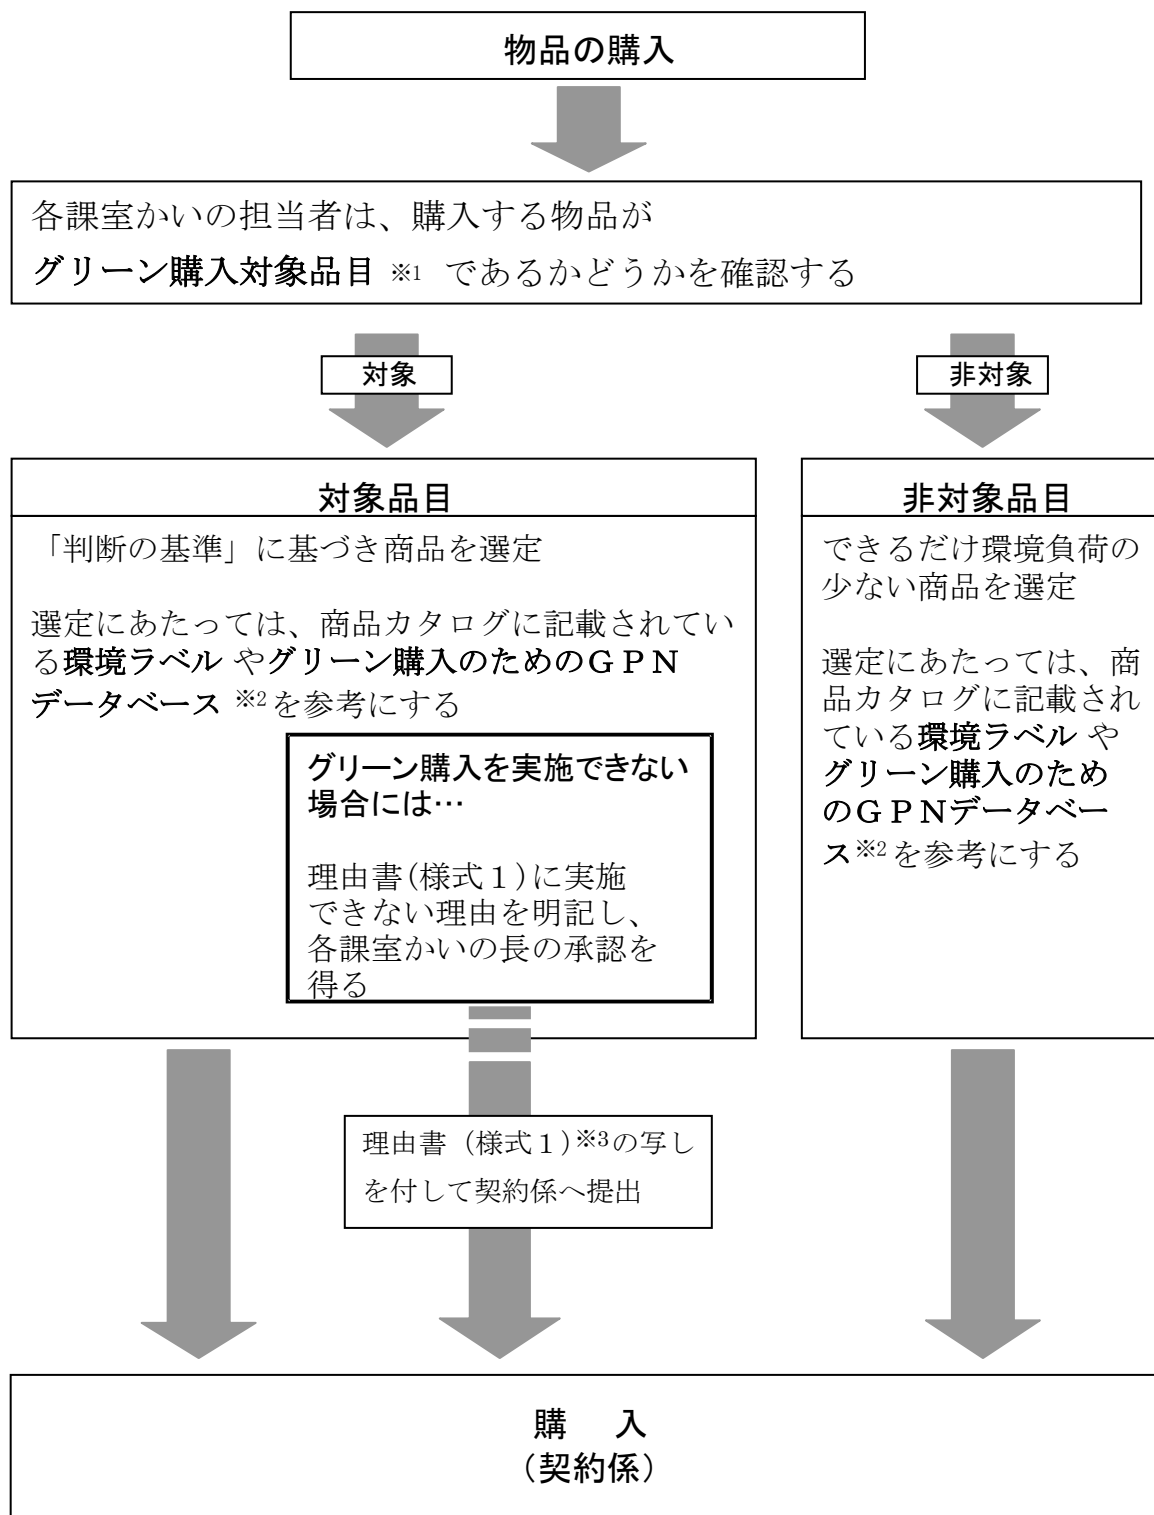 物品の購入
各課室かいの担当者は、購入する物品が
グリーン購入対象品目 ※1 であるかどうかを確認する
対象
非対象
対象品目
「判断の基準」に基づき商品を選定
選定にあたっては、商品カタログに記載されてい
る環境ラベル やグリーン購入のためのＧＰＮ
データベース ※2を参考にする
グリーン購入を実施できない
場合には…
理由書(様式１)に実施
できない理由を明記し、
各課室かいの長の承認を
得る
非対象品目
できるだけ環境負荷の
少ない商品を選定
選定にあたっては、商
品カタログに記載され
ている環境ラベル や
グリーン購入のため
のＧＰＮデータベー
ス※2を参考にする
理由書（様式１）※3の写し
を付して契約係へ提出
購　入
（契約係）